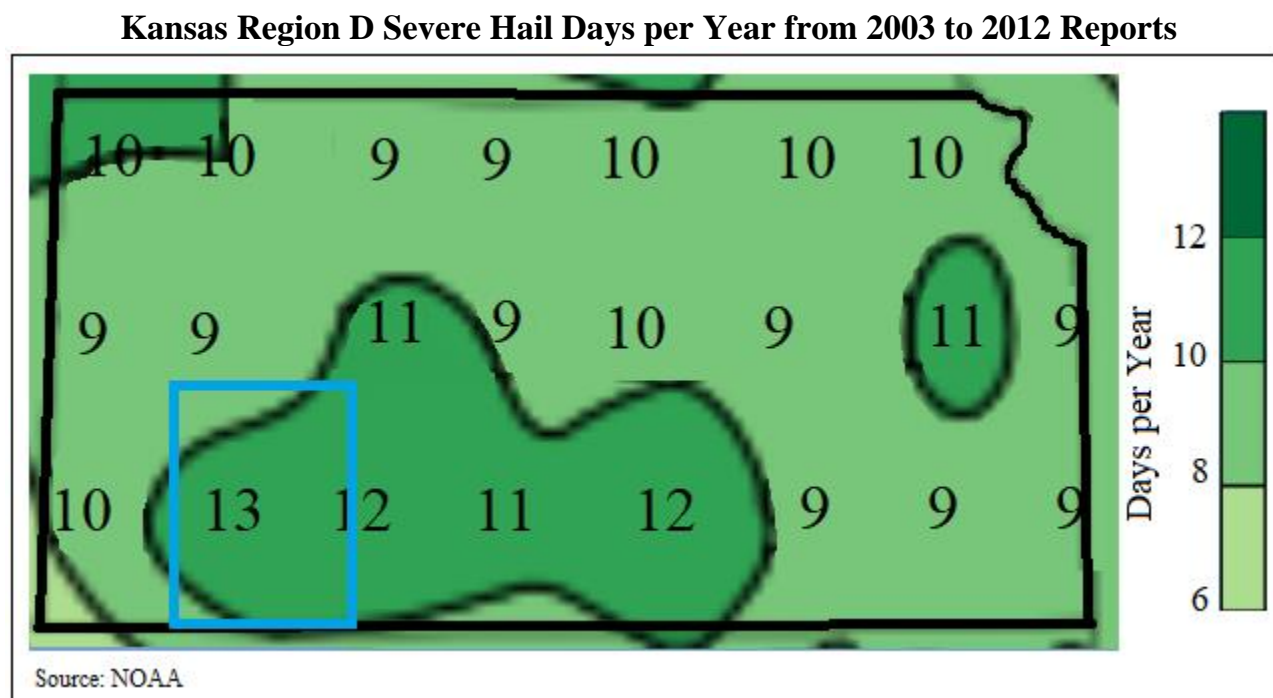 Kansas Region D Severe Hail Days per Year from 2003 to 2012 Reports
10 10 9 9 10 10 10
9 9 11 9 10 9 11 9
10 13 12 11 12 9 9 9
12
10
8
6
Days per Year
Source: NOAA